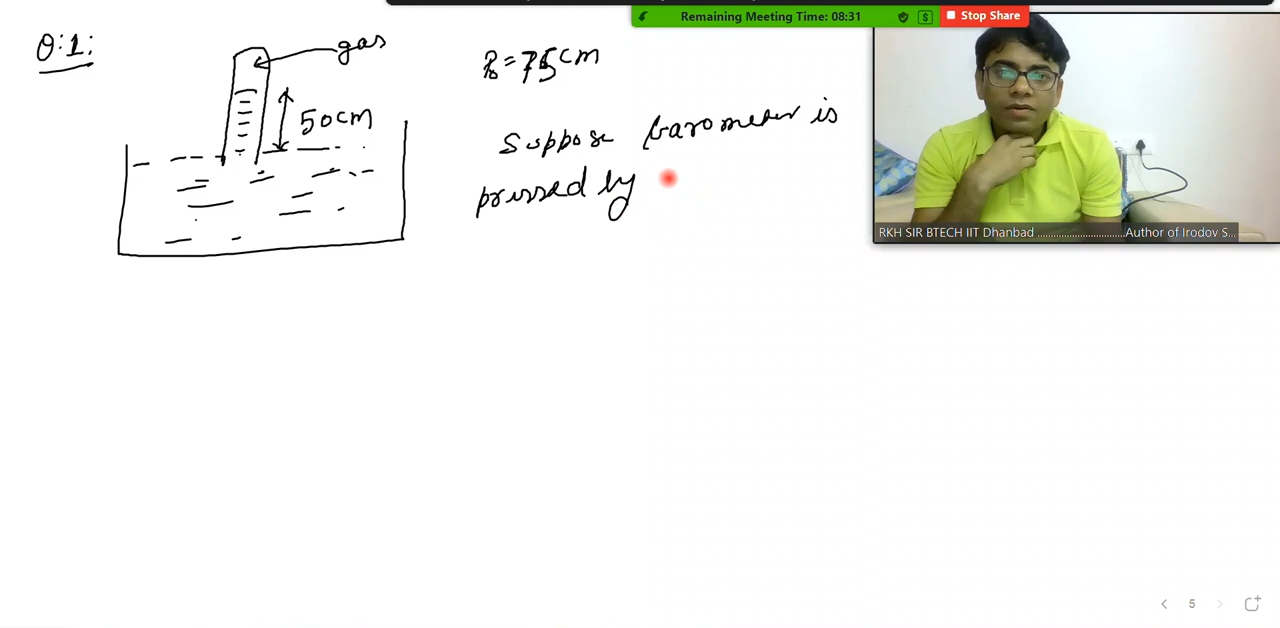 Remaining Meeting Time: 08:31
$
Stop Share
Q:1:
gas
50cm
P₀=75cm
Suppose barometer is
pressed by
RKH SIR BTECH IIT Dhanbad ................................Author of Irodov S...
5